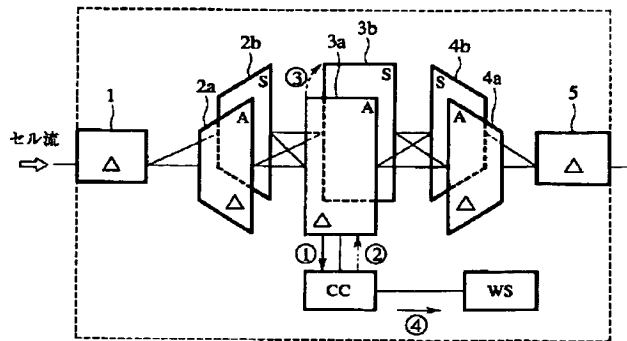 3b
2b
3a
4b
③
4a
1
2a
S
S
S
5
A
A
A
セル流
△
△
△
△
△
①
②
CC
WS
④